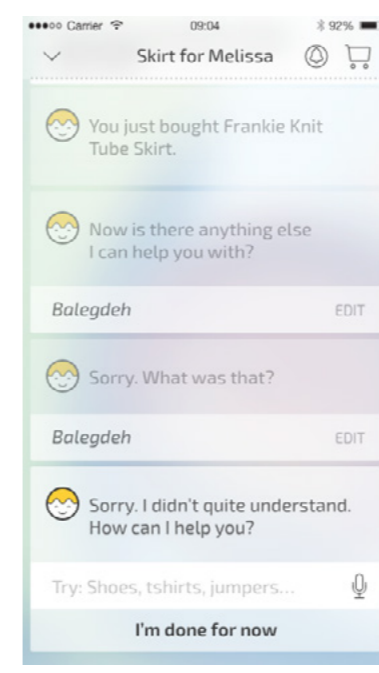 Carrier 09:04 92%
Skirt for Melissa
You just bought Frankie Knit
Tube Skirt.
Now is there anything else
I can help you with?
Balegdeh EDIT
Sorry. What was that?
Balegdeh EDIT
Sorry. I didn't quite understand.
How can I help you?
Try: Shoes, tshirts, jumpers...
I'm done for now